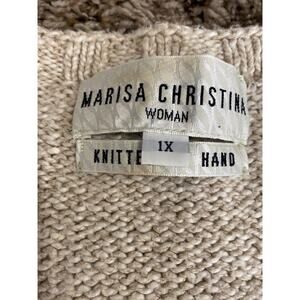 MARISA CHRISTINA
WOMAN
1X
KNITTE HAND